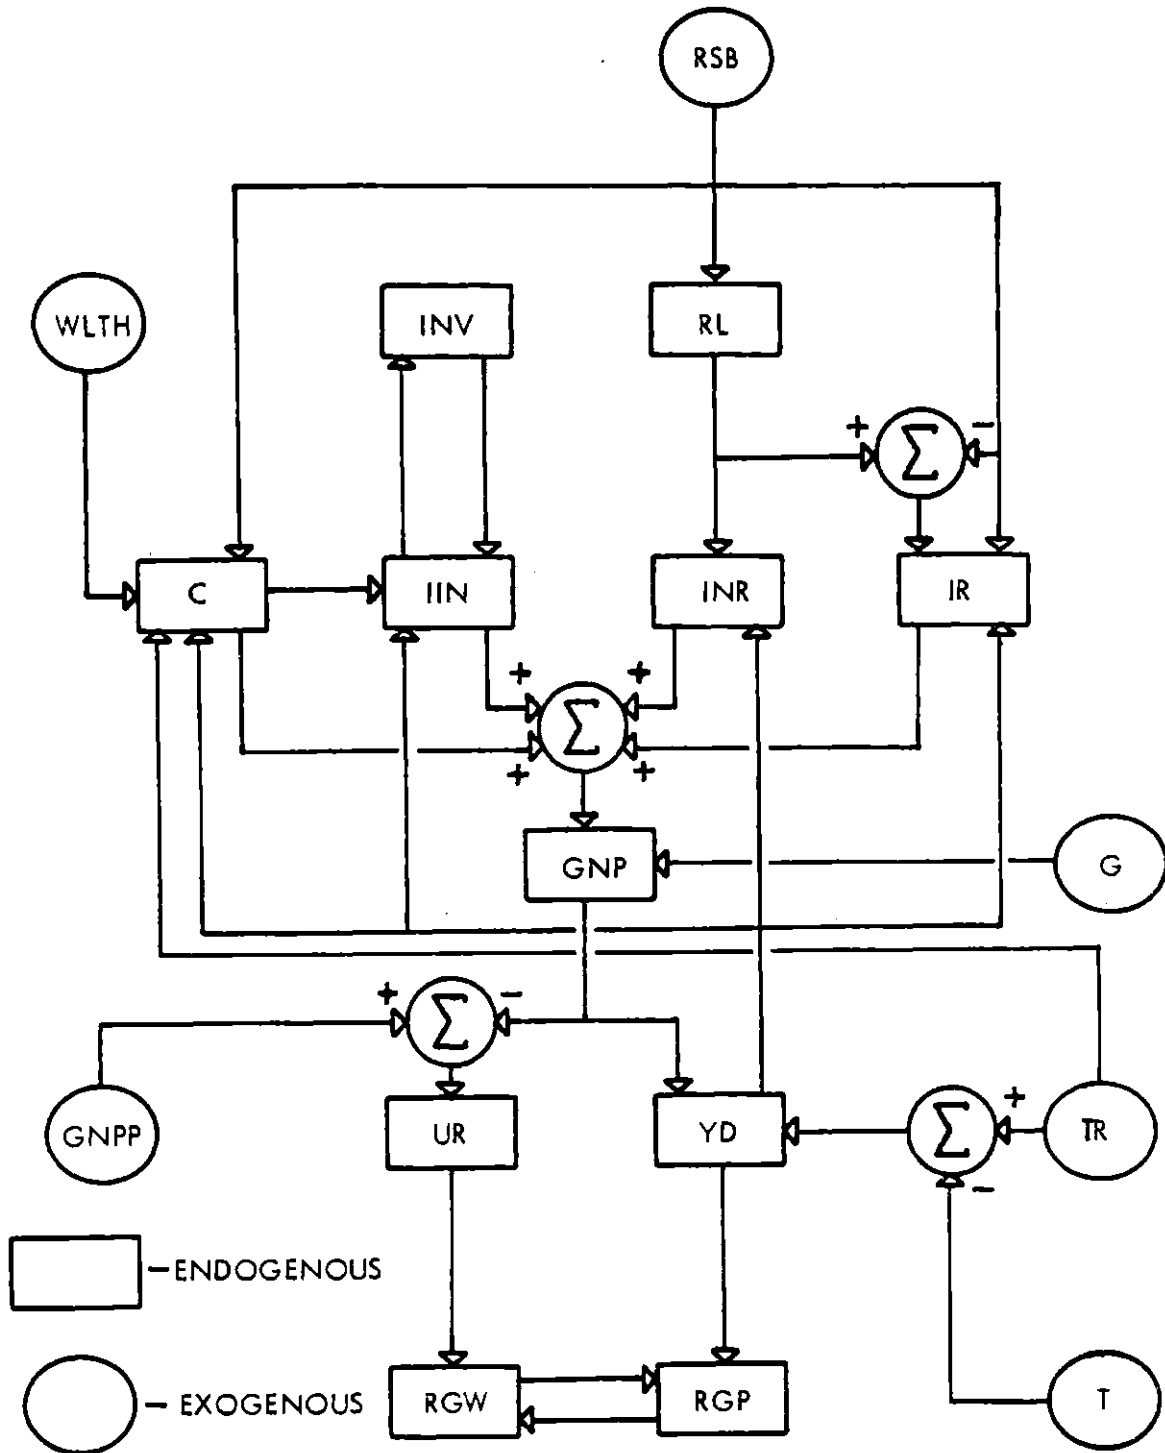 RSB
WLTH
INV
RL
+
Σ
-
C
IIN
INR
IR
+
+
Σ
+
+
GNP
G
+
Σ
-
GNPP
UR
YD
Σ
+
-
TR
- ENDOGENOUS
- EXOGENOUS
RGW
RGP
T